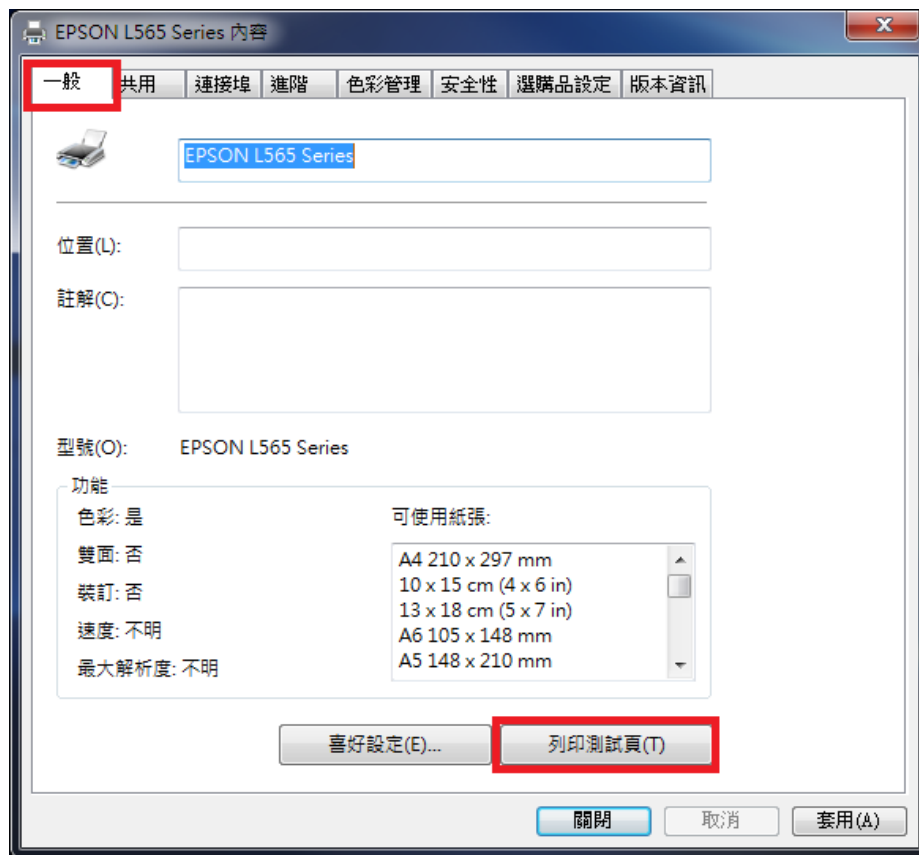 EPSON L565 Series 內容
一般 共用 連接埠 進階 色彩管理 安全性 選購品設定 版本資訊
EPSON L565 Series
位置(L):
註解(C):
型號(O): EPSON L565 Series
功能
色彩: 是
可使用紙張:
雙面: 否
裝訂: 否
速度: 不明
最大解析度: 不明
A4 210 x 297 mm
10 x 15 cm (4 x 6 in)
13 x 18 cm (5 x 7 in)
A6 105 x 148 mm
A5 148 x 210 mm
喜好設定(E)... 列印測試頁(T)
關閉 取消 套用(A)